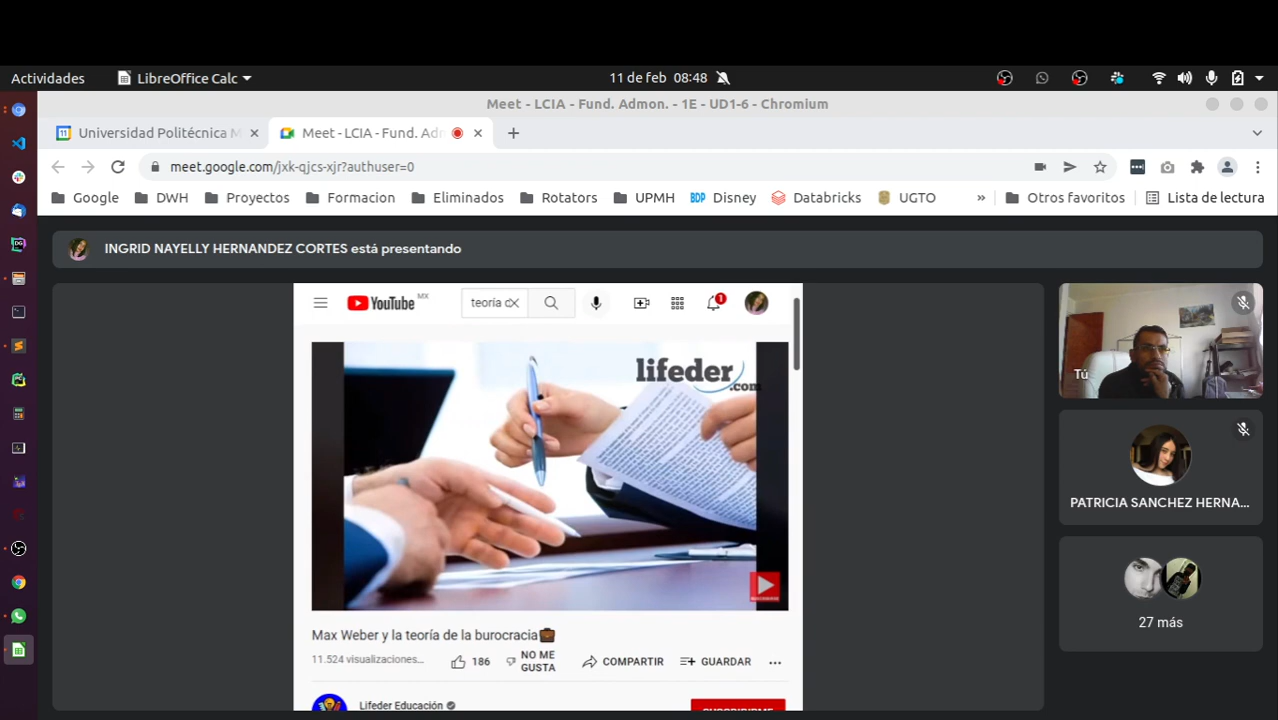 Actividades LibreOffice Calc 11 de feb 08:48
Meet - LCIA - Fund. Admon. - 1E - UD1-6 - Chromium
Universidad Politécnica M Meet - LCIA - Fund. Adm
meet.google.com/jxk-qjcs-xjr?authuser=0
Google DWH Proyectos Formacion Eliminados Rotators UPMH BDP Disney Databricks UGTO » Otros favoritos Lista de lectura
INGRID NAYELLY HERNANDEZ CORTES está presentando
YouTube MX teoría d 1
lifeder
.com
Tú
PATRICIA SANCHEZ HERNA...
27 más
Max Weber y la teoría de la burocracia
11.524 visualizaciones... 186 NO ME GUSTA COMPARTIR GUARDAR ...
Lifeder Educación
SUSCRIBIRME